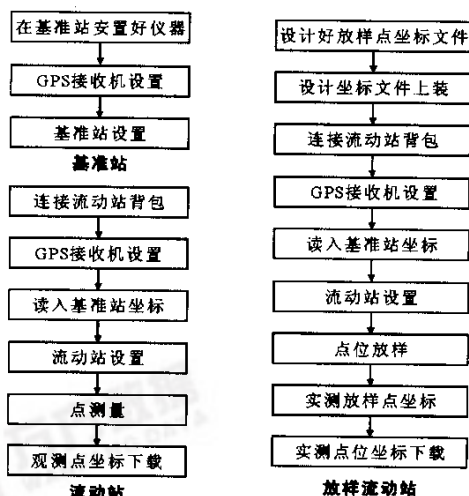 在基准站安置好仪器
GPS接收机设置
基准站设置
基准站
连接流动站背包
GPS接收机设置
读入基准站坐标
流动站设置
点测量
观测点坐标下载
流动站
设计好放样点坐标文件
设计坐标文件上装
连接流动站背包
GPS接收机设置
读入基准站坐标
流动站设置
点位放样
实测放样点坐标
实测点位坐标下载
放样流动站